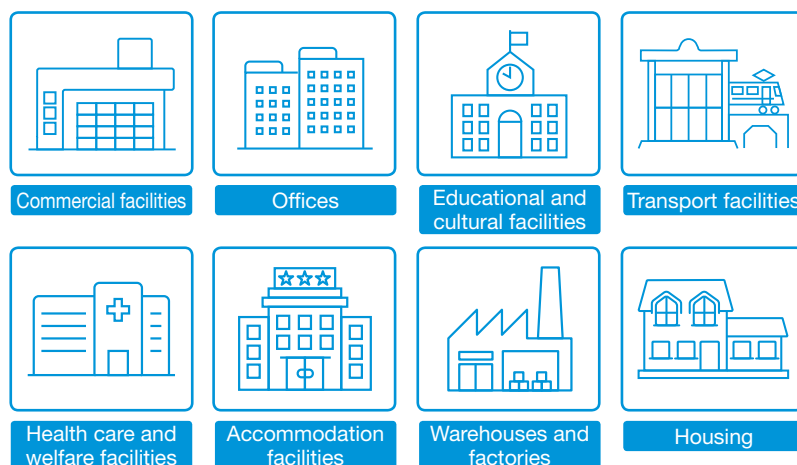 Commercial facilities
Offices
Educational and
cultural facilities
Transport facilities
Health care and
welfare facilities
Accommodation
facilities
Warehouses and
factories
Housing